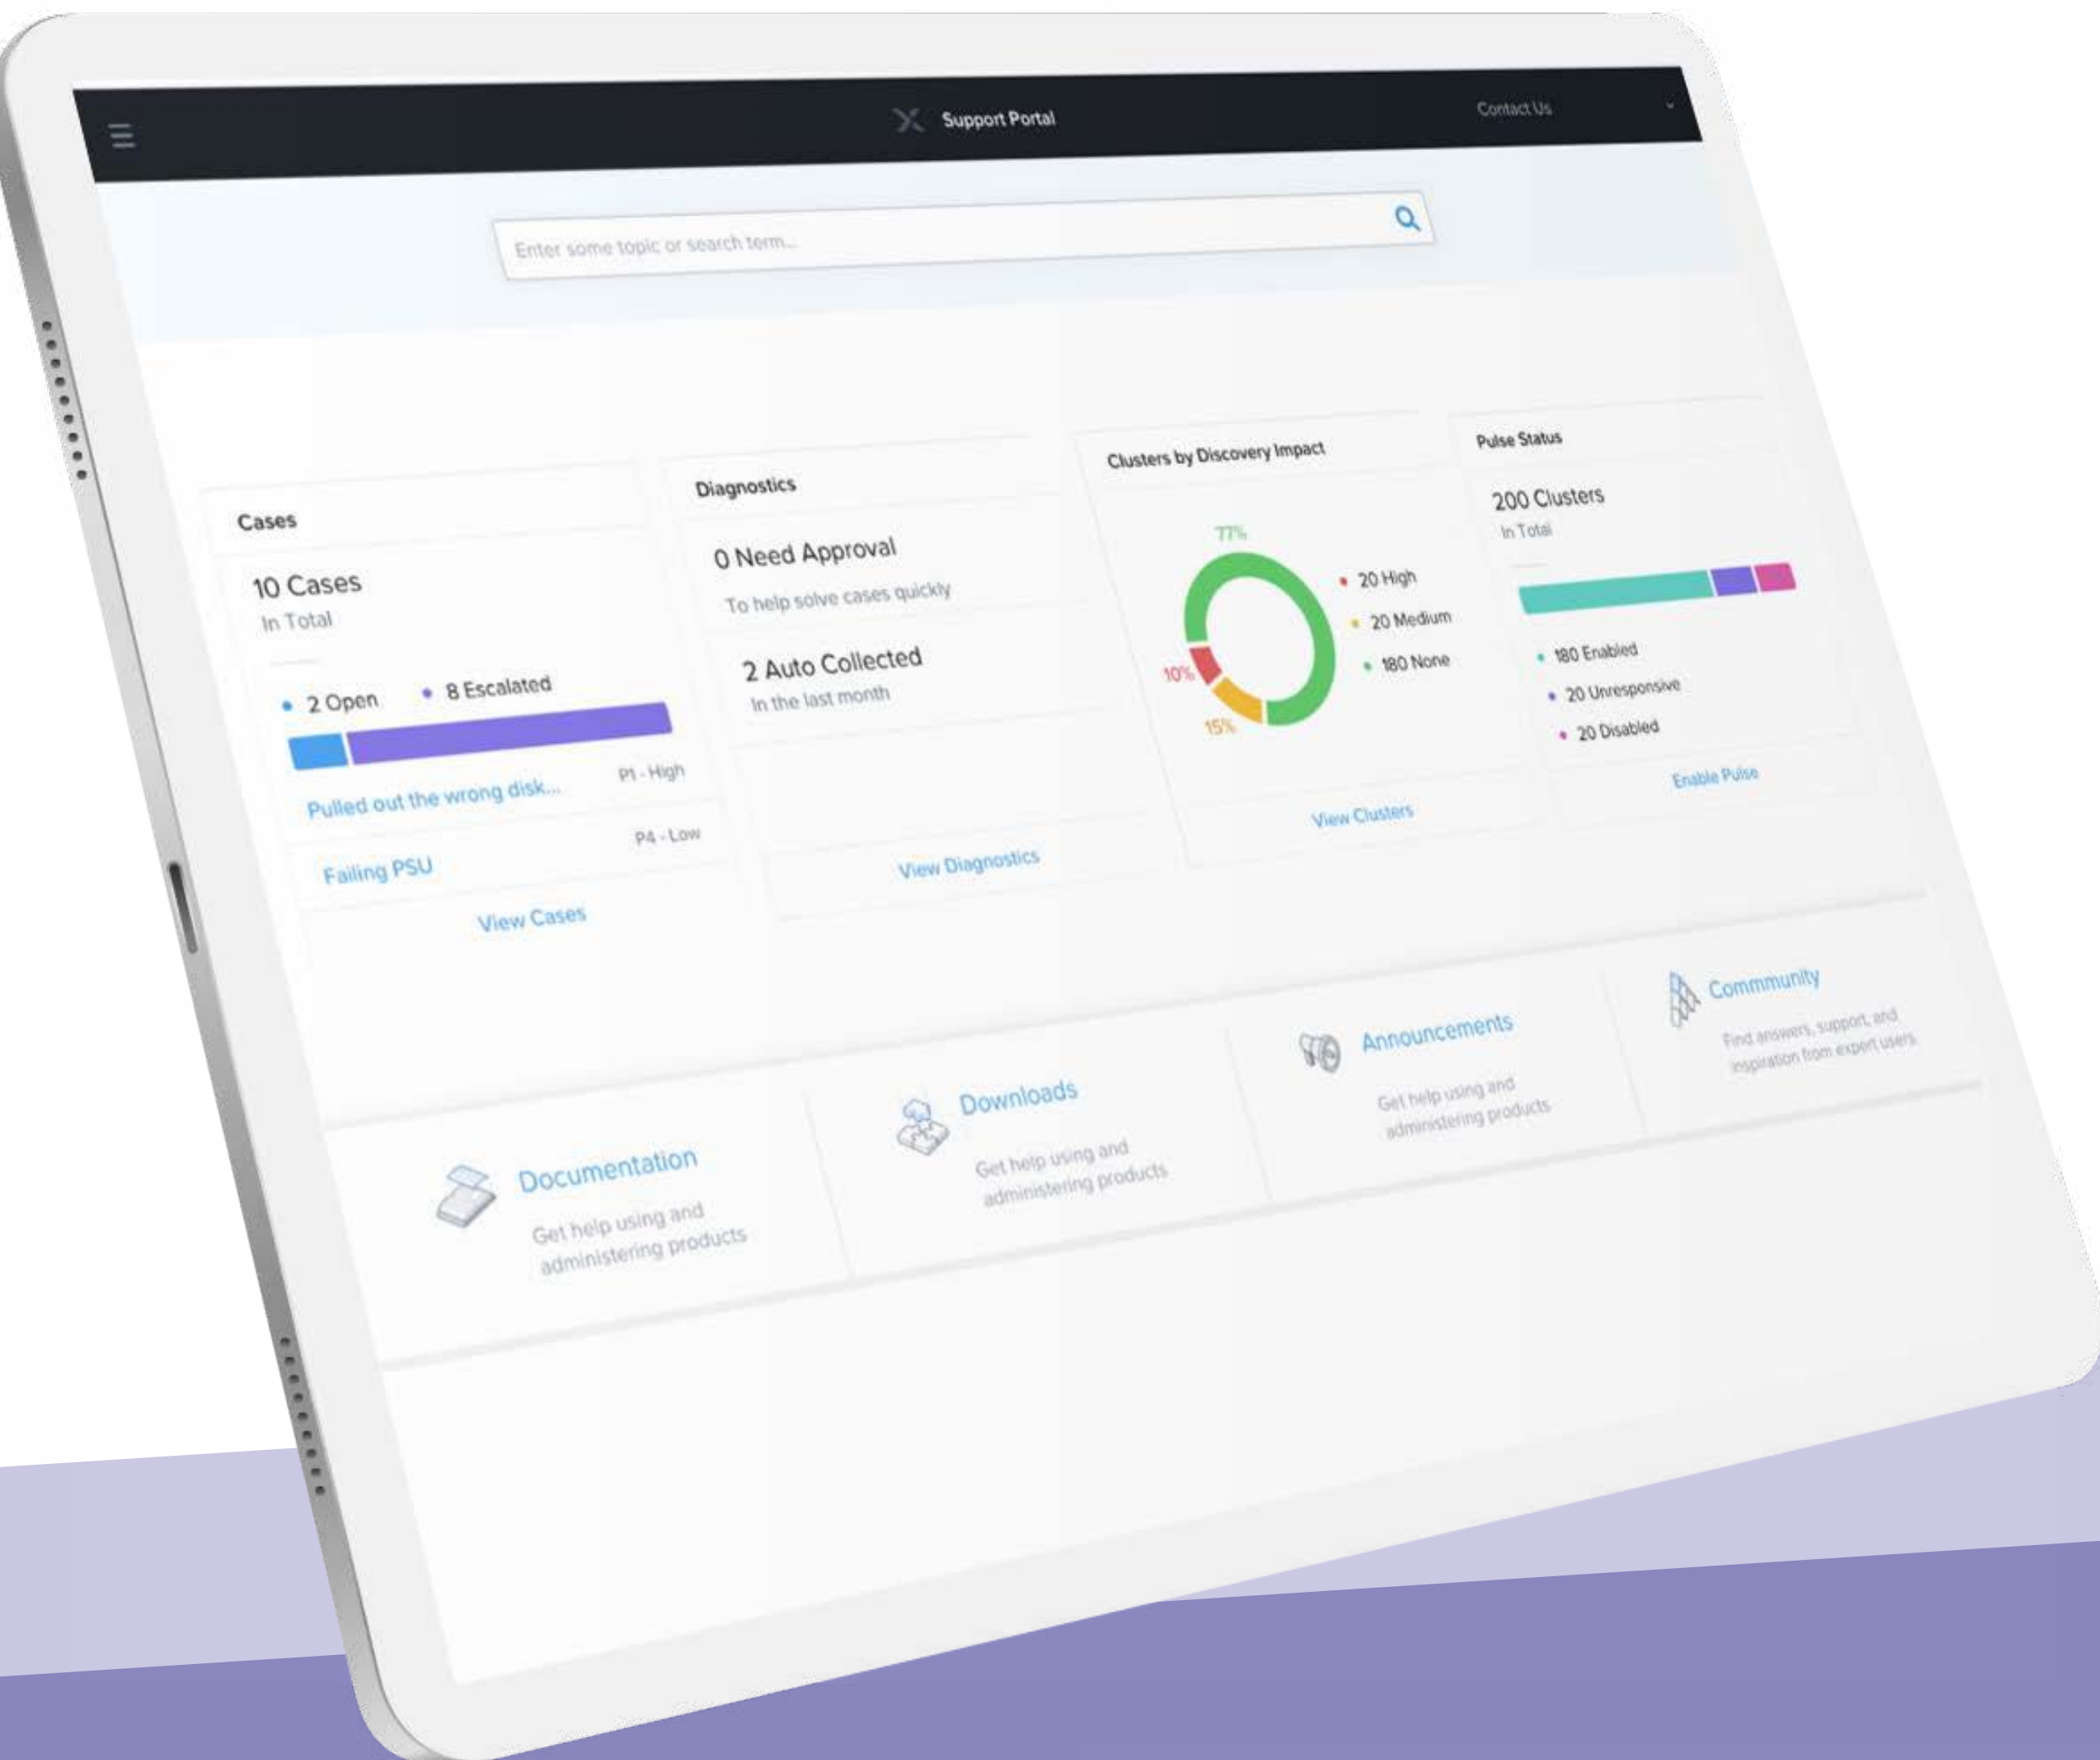 Support Portal
Contact Us
Enter some topic or search term...
Cases
10 Cases
In Total
2 Open
8 Escalated
Pulled out the wrong disk...
P1 - High
Failing PSU
P4 - Low
View Cases
Diagnostics
0 Need Approval
To help solve cases quickly
2 Auto Collected
In the last month
View Diagnostics
Clusters by Discovery Impact
77%
10%
15%
20 High
20 Medium
180 None
View Clusters
Pulse Status
200 Clusters
In Total
180 Enabled
20 Unresponsive
20 Disabled
Enable Pulse
Documentation
Get help using and
administering products
Downloads
Get help using and
administering products
Announcements
Get help using and
administering products
Commmunity
Find answers, support, and
inspiration from expert users.